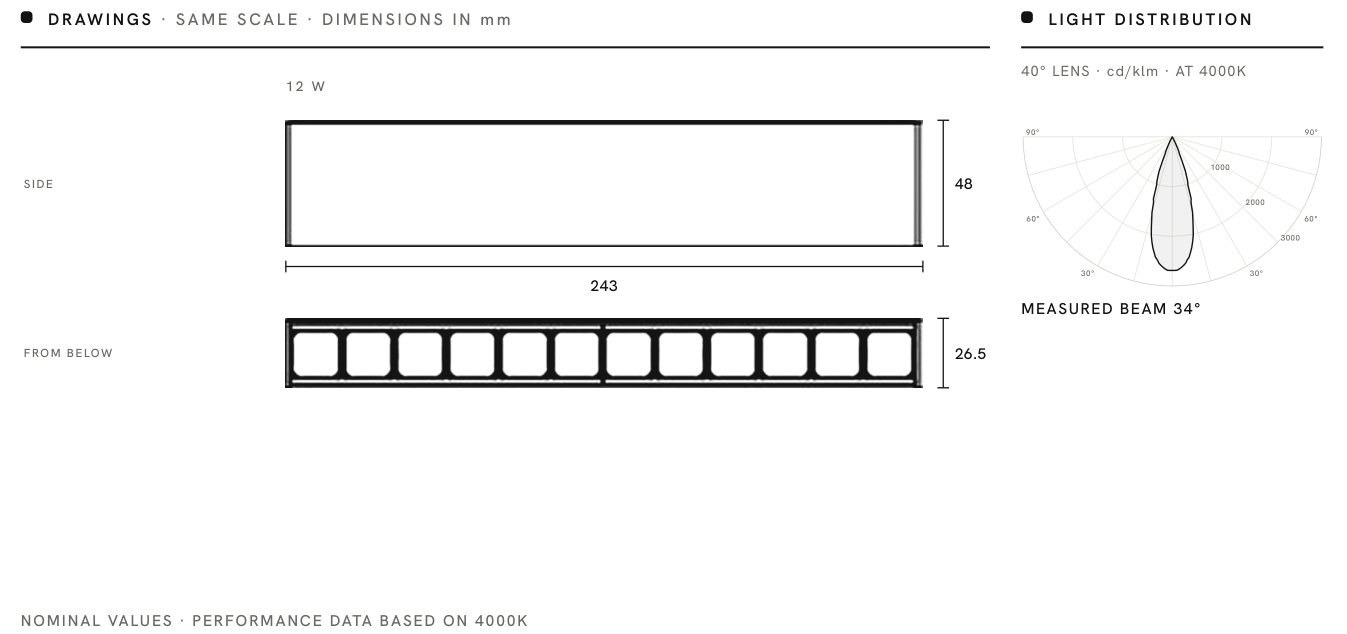 DRAWINGS · SAME SCALE · DIMENSIONS IN mm
12 W
SIDE
48
243
FROM BELOW
26.5
LIGHT DISTRIBUTION
40° LENS · cd/klm · AT 4000K
90°
90°
1000
2000
60°
60°
3000
30°
30°
MEASURED BEAM 34°
NOMINAL VALUES · PERFORMANCE DATA BASED ON 4000K